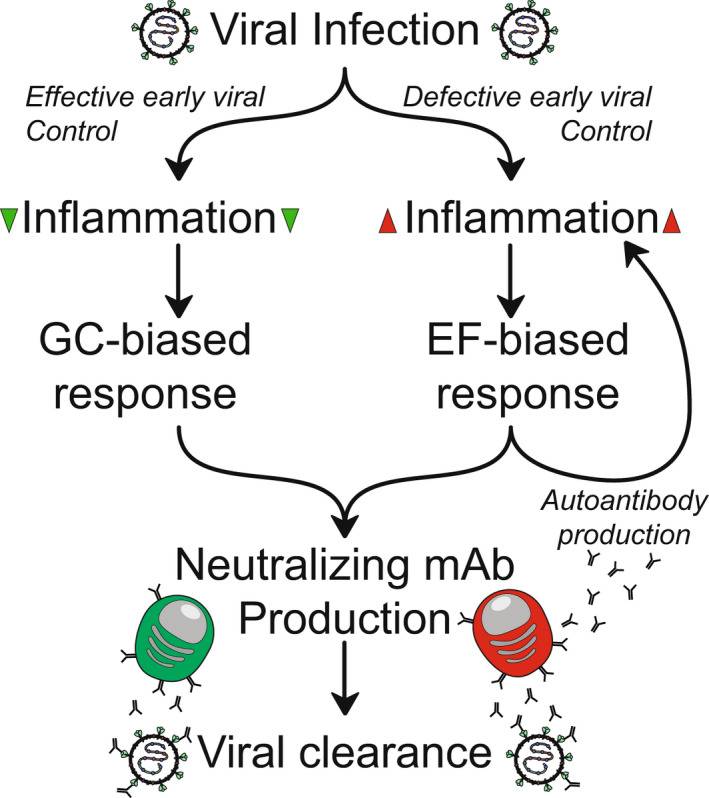 Viral Infection
Effective early viral
Control
Defective early viral
Control
Inflammation
Inflammation
GC-biased
response
EF-biased
response
Autoantibody
production
Neutralizing mAb
Production
Viral clearance